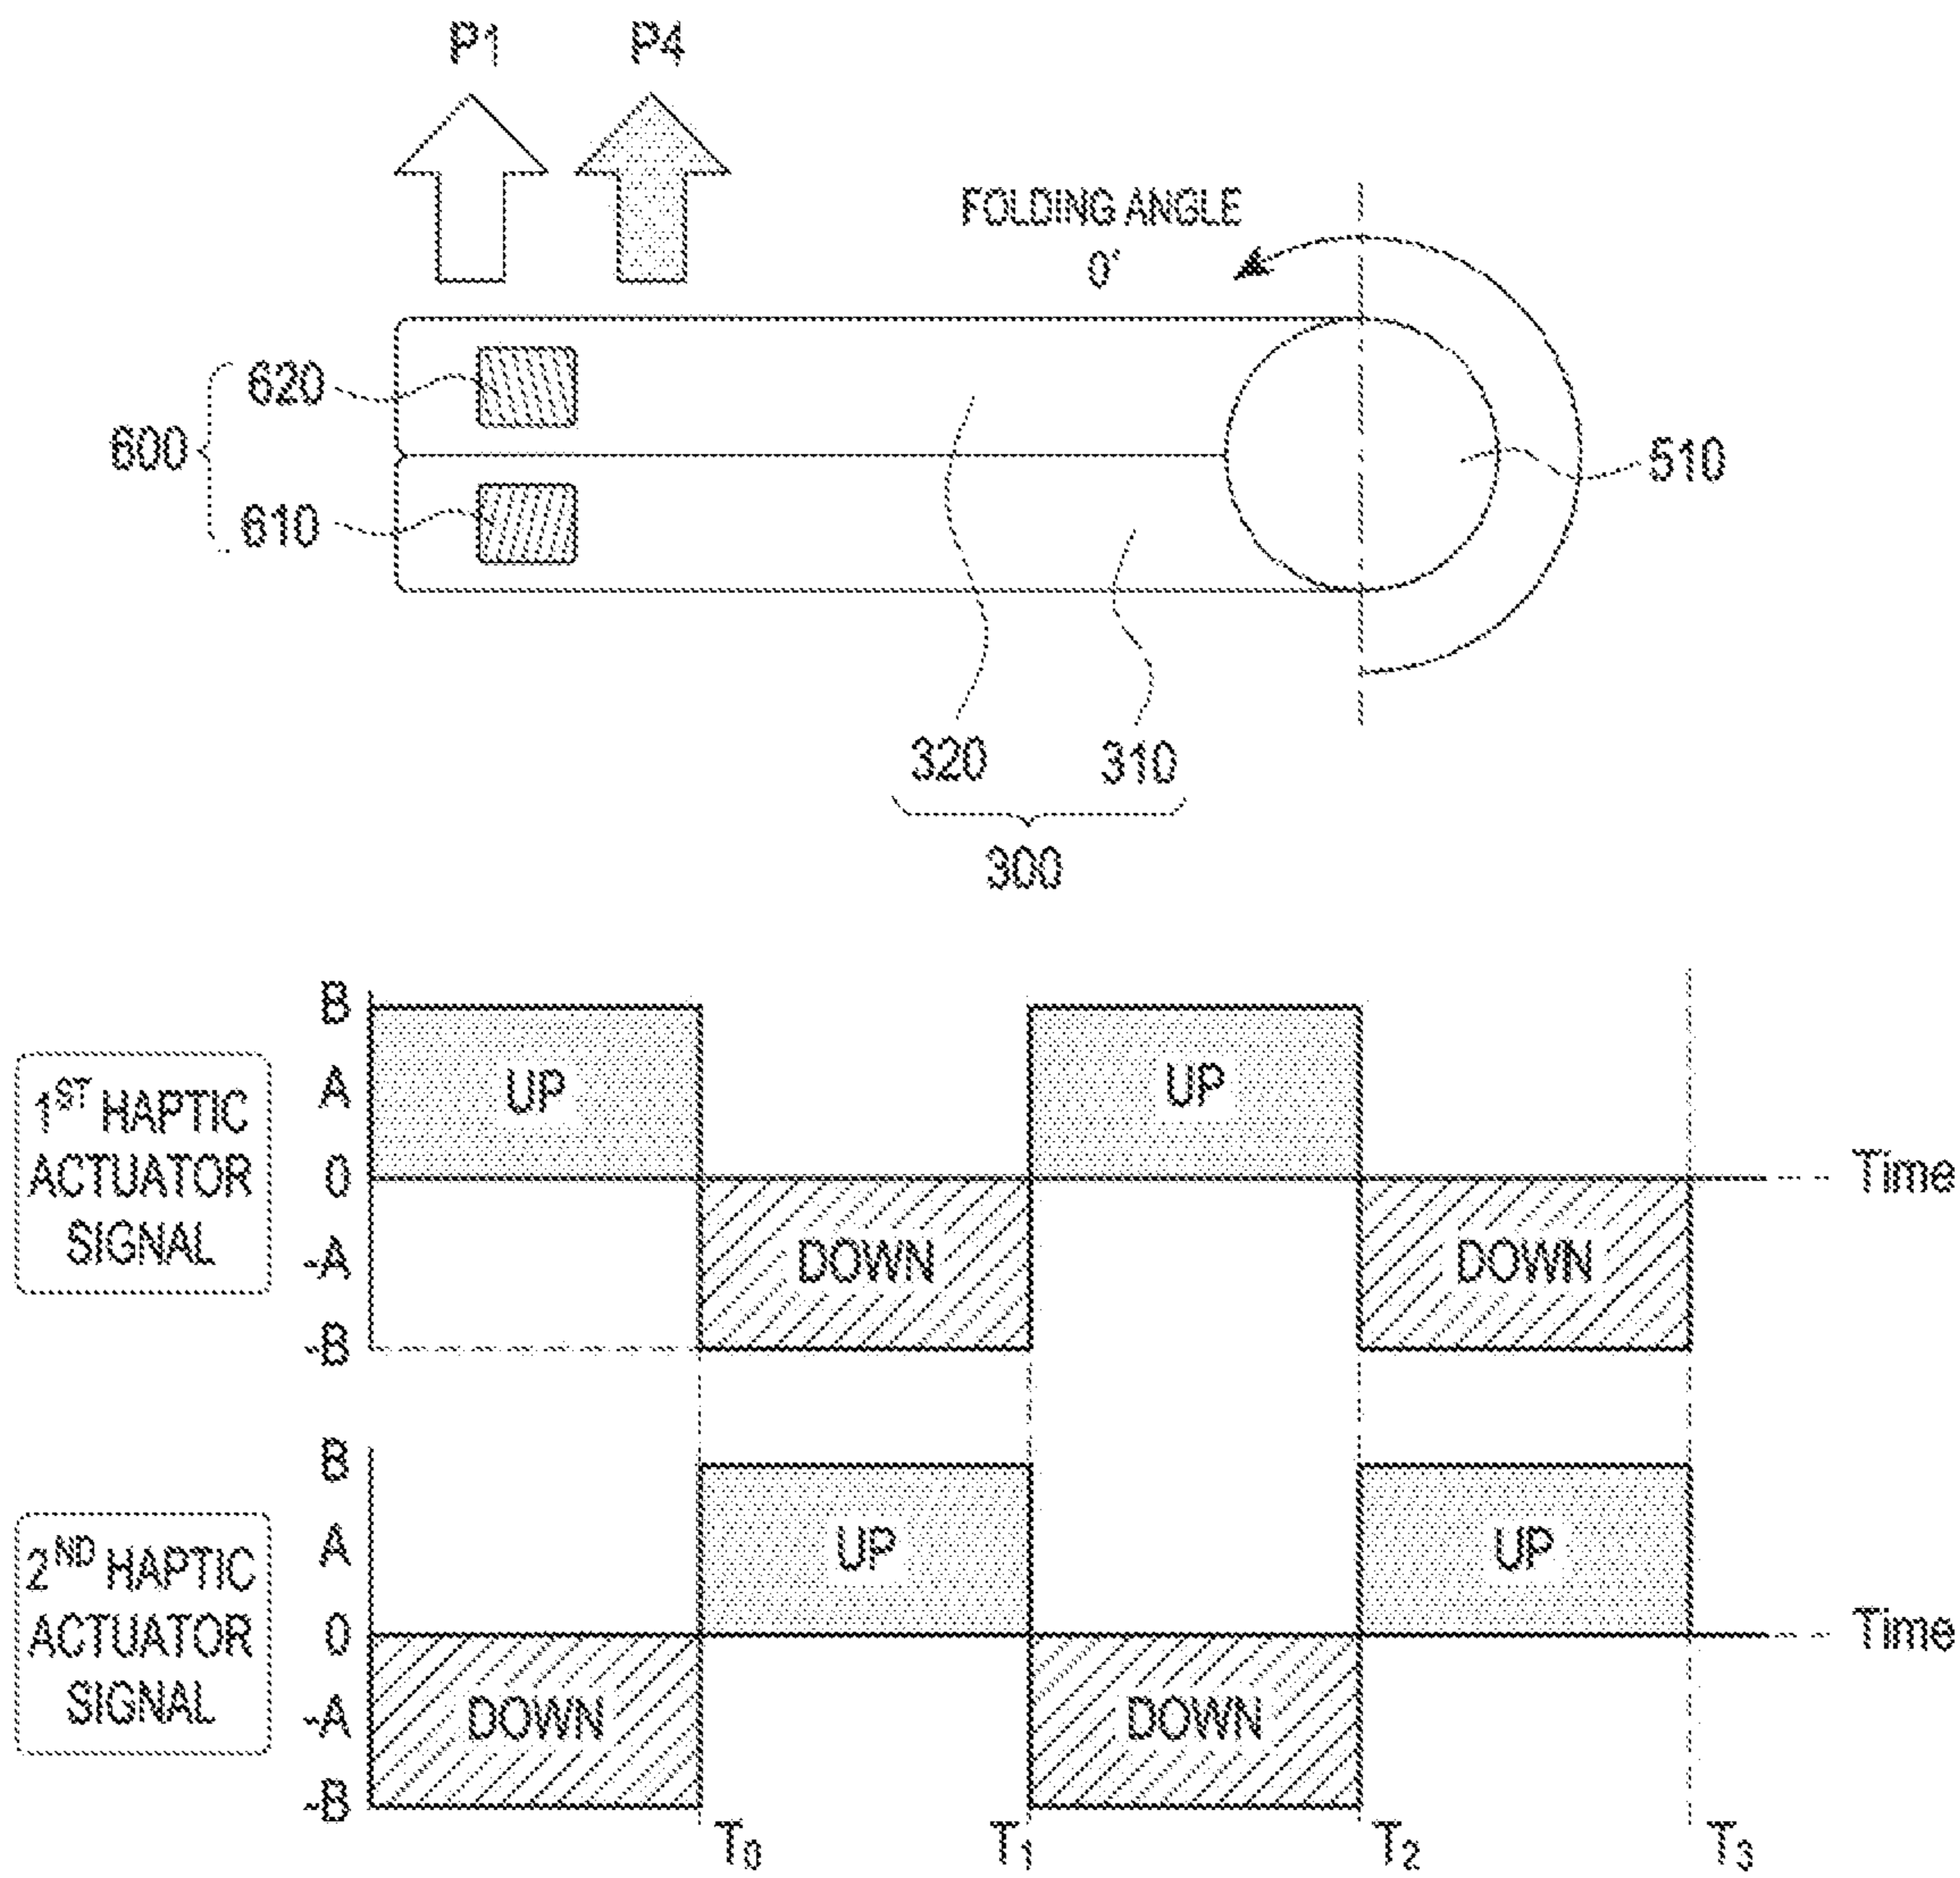 P1 P4
FOLDING ANGLE
0°
620
600
610
510
320 310
300
B
A
0
-A
-B
1ST HAPTIC
ACTUATOR
SIGNAL
UP
DOWN
UP
DOWN
Time
B
A
0
-A
-B
2ND HAPTIC
ACTUATOR
SIGNAL
DOWN
UP
DOWN
UP
Time
T0 T1 T2 T3